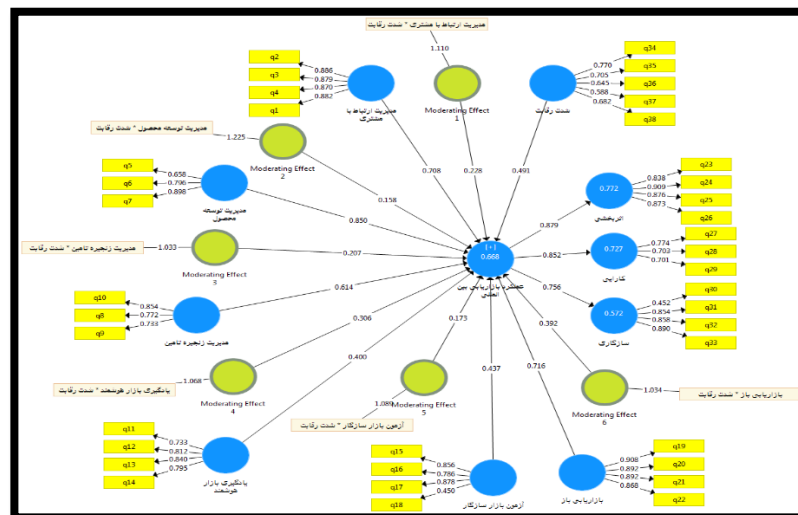 مدیریت ارتباط با مشتری * شدت رقابت
1.110
q2
q3
q4
q1
0.886
0.879
0.870
0.882
مدیریت ارتباط با
مشتری
Moderating Effect
1
شدت رقابت
0.770
0.705
0.645
0.588
0.682
q34
q35
q36
q37
q38
مدیریت توسعه محصول * شدت رقابت
1.225
Moderating Effect
2
0.708
0.228
0.491
q5
q6
q7
0.658
0.796
0.898
مدیریت توسعه
محصول
0.158
0.850
0.772
اثربخشی
0.838
0.909
0.876
0.873
q23
q24
q25
q26
0.879
مدیریت زنجیره تامین * شدت رقابت
1.033
Moderating Effect
3
0.207
[+]
0.668
عملکرد بازاریابی بین
المللی
0.852
0.727
کارایی
0.774
0.703
0.701
q27
q28
q29
q10
q8
q9
0.854
0.772
0.733
مدیریت زنجیره تامین
0.614
0.756
0.572
سازگاری
0.452
0.854
0.858
0.890
q30
q31
q32
q33
یادگیری بازار هوشمند * شدت رقابت
1.068
Moderating Effect
4
0.306
0.400
0.173
0.437
0.716
0.392
Moderating Effect
5
1.089
آزمون بازار سازگار * شدت رقابت
Moderating Effect
6
1.034
بازاریابی باز * شدت رقابت
q11
q12
q13
q14
0.733
0.812
0.840
0.795
یادگیری بازار
هوشمند
q15
q16
q17
q18
0.856
0.786
0.878
0.450
آزمون بازار سازگار
بازاریابی باز
0.908
0.892
0.892
0.868
q19
q20
q21
q22